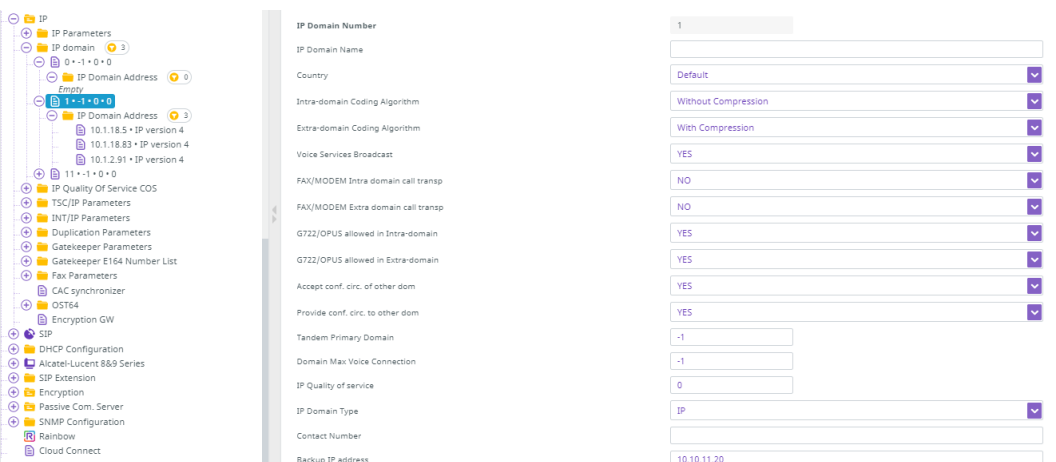 IP
IP Parameters
IP domain 3
0 • -1 • 0 • 0
IP Domain Address 0
Empty
1 • -1 • 0 • 0
IP Domain Address 3
10.1.18.5 • IP version 4
10.1.18.83 • IP version 4
10.1.2.91 • IP version 4
11 • -1 • 0 • 0
IP Quality Of Service COS
TSC/IP Parameters
INT/IP Parameters
Duplication Parameters
Gatekeeper Parameters
Gatekeeper E164 Number List
Fax Parameters
CAC synchronizer
OST64
Encryption GW
SIP
DHCP Configuration
Alcatel-Lucent 8&9 Series
SIP Extension
Encryption
Passive Com. Server
SNMP Configuration
Rainbow
Cloud Connect
IP Domain Number 1
IP Domain Name
Country Default
Intra-domain Coding Algorithm Without Compression
Extra-domain Coding Algorithm With Compression
Voice Services Broadcast YES
FAX/MODEM Intra domain call transp NO
FAX/MODEM Extra domain call transp NO
G722/OPUS allowed in Intra-domain YES
G722/OPUS allowed in Extra-domain YES
Accept conf. circ. of other dom YES
Provide conf. circ. to other dom YES
Tandem Primary Domain -1
Domain Max Voice Connection -1
IP Quality of service 0
IP Domain Type IP
Contact Number
Backup IP address 10.10.11.20